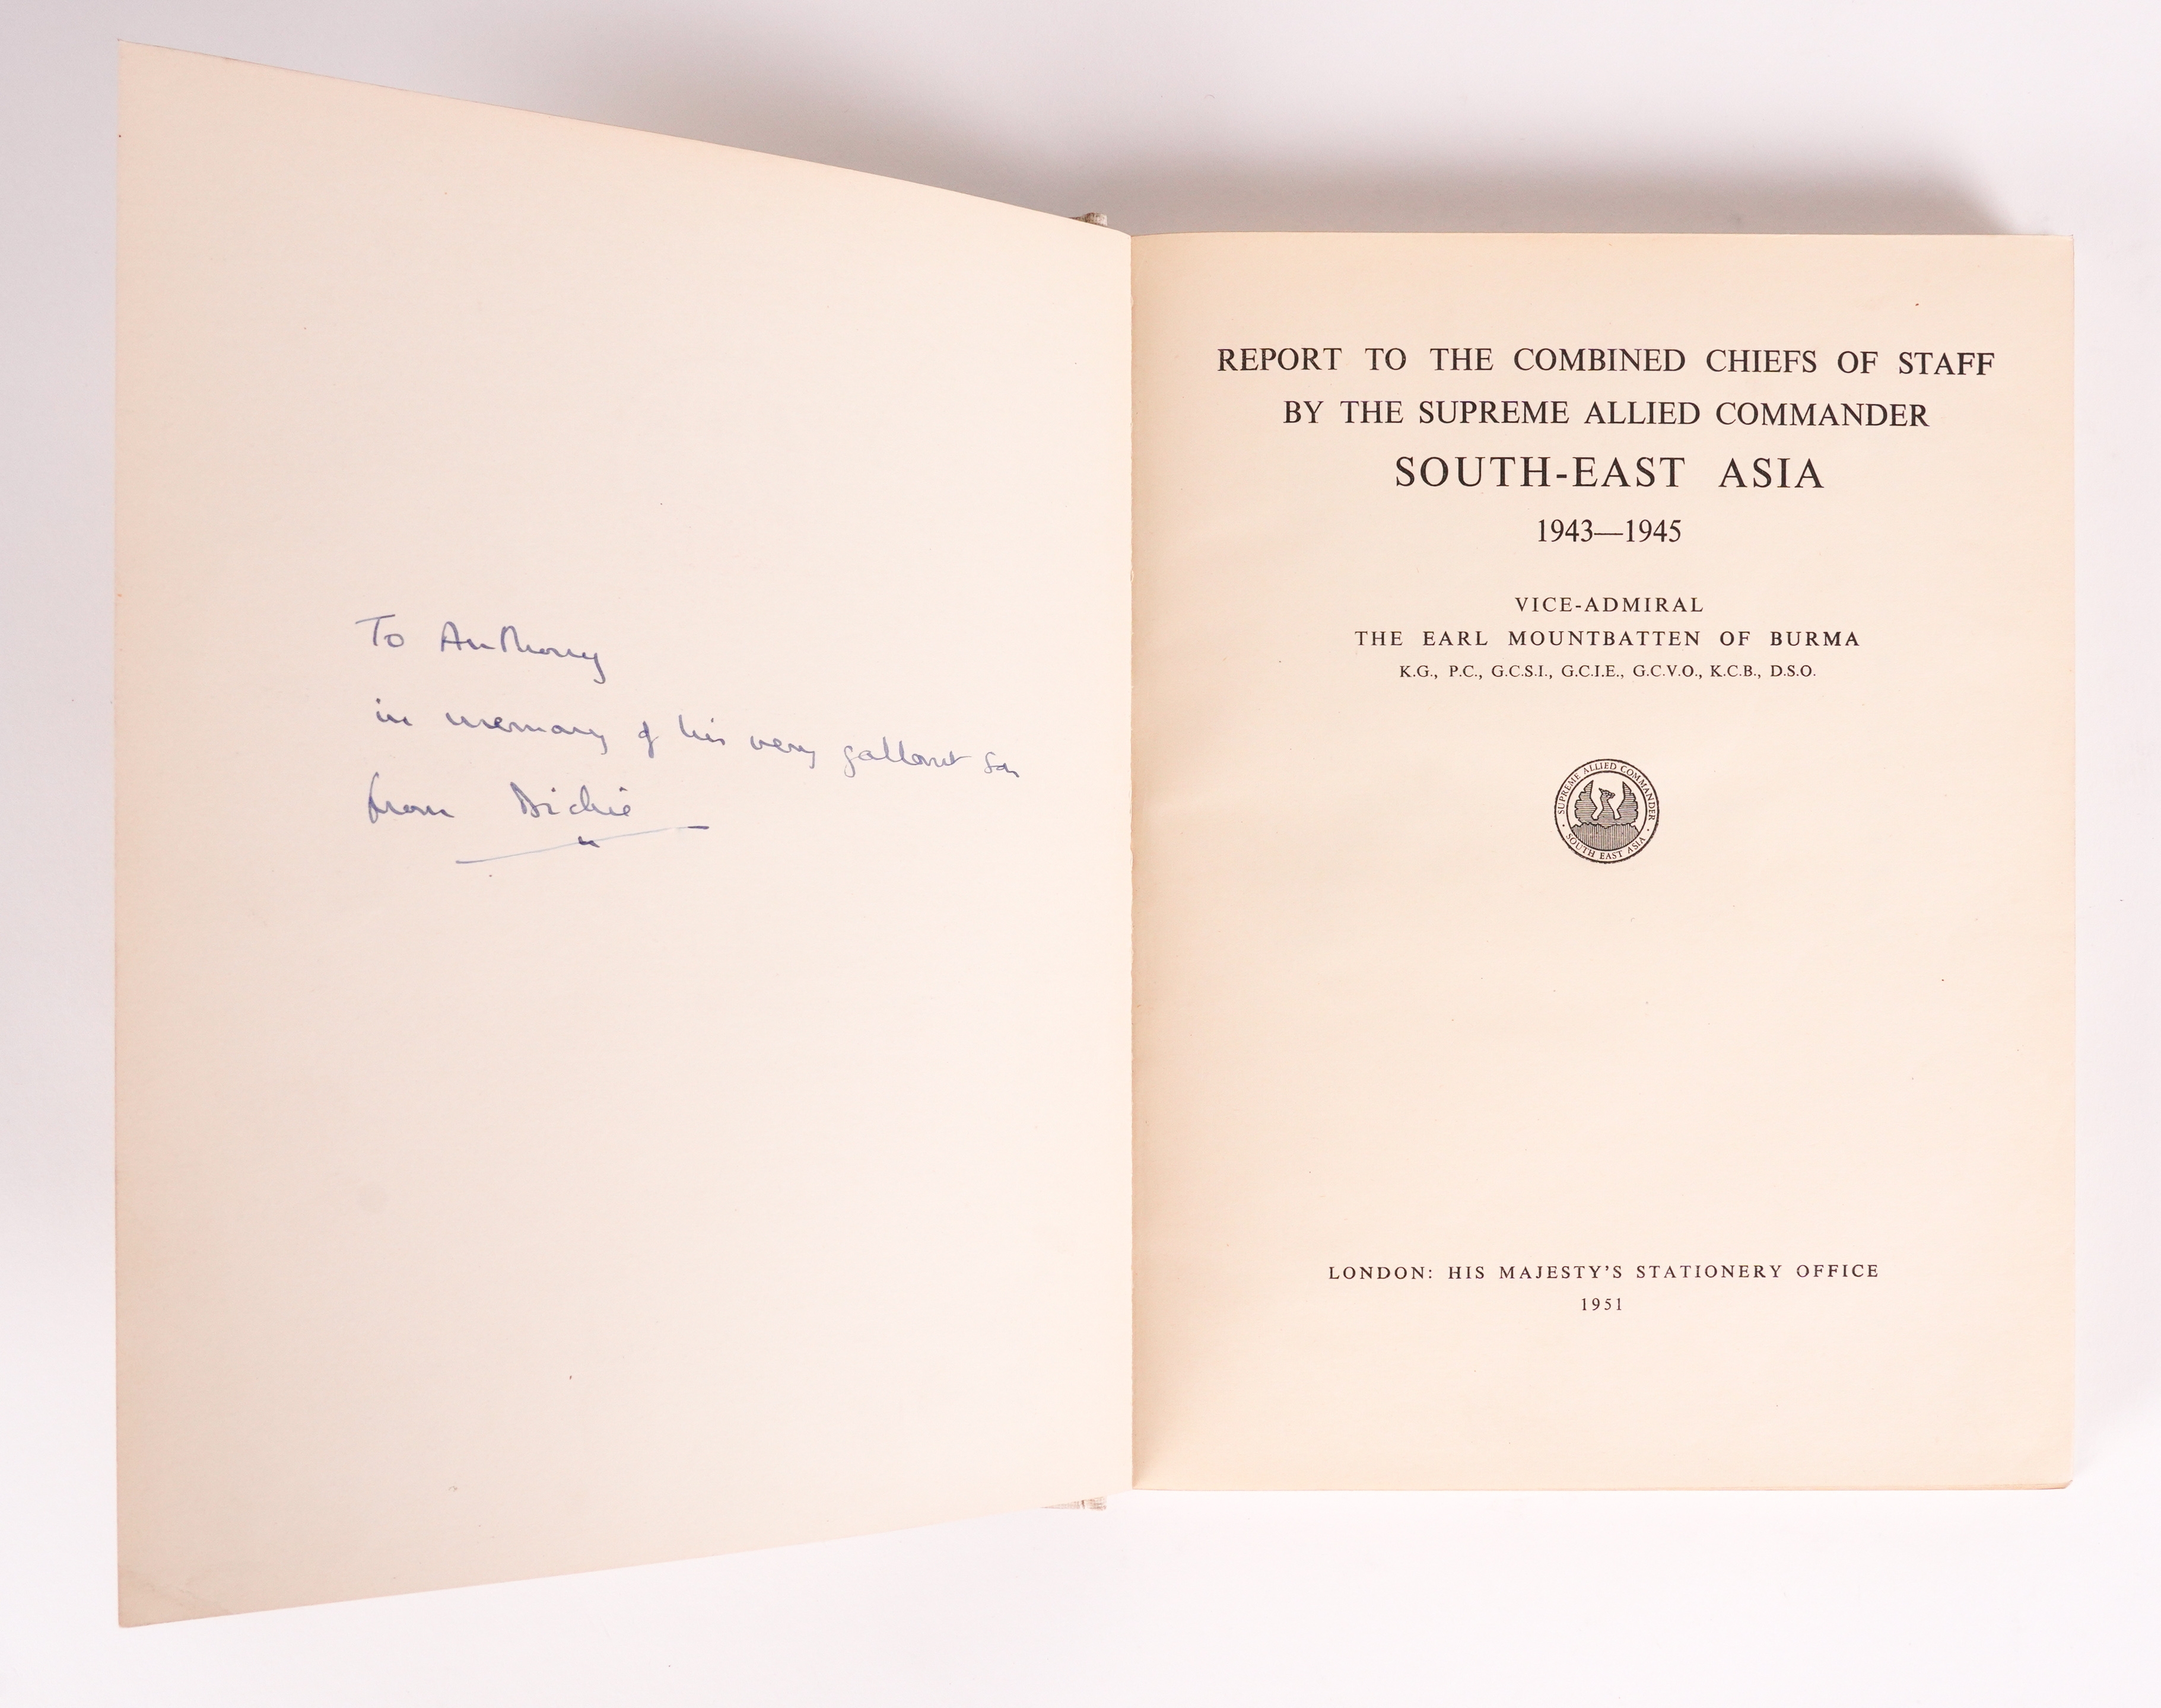 To Anthony
in memory of his very gallant son
from Dickie
REPORT TO THE COMBINED CHIEFS OF STAFF
BY THE SUPREME ALLIED COMMANDER
SOUTH-EAST ASIA
1943—1945
VICE-ADMIRAL
THE EARL MOUNTBATTEN OF BURMA
K.G., P.C., G.C.S.I., G.C.I.E., G.C.V.O., K.C.B., D.S.O.
SUPREME ALLIED COMMANDER
SOUTH EAST ASIA
LONDON: HIS MAJESTY'S STATIONERY OFFICE
1951